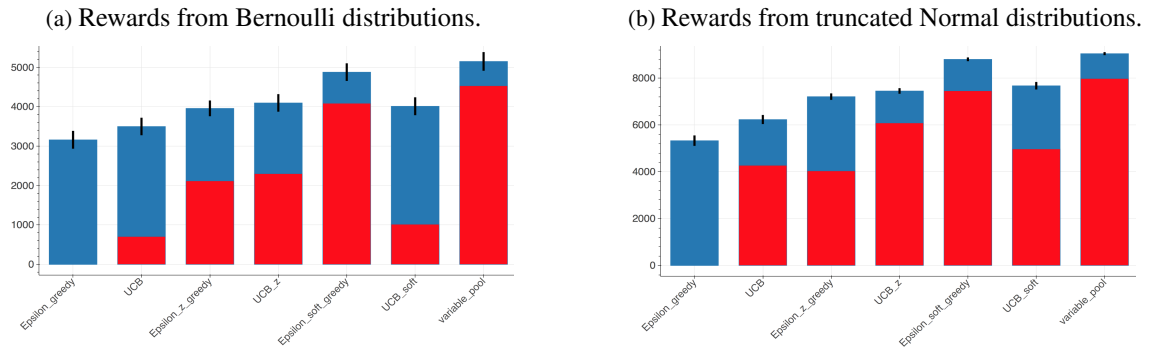 (a) Rewards from Bernoulli distributions.
5000
4000
3000
2000
1000
0
Epsilon_greedy
UCB
Epsilon_z_greedy
UCB_z
Epsilon_soft_greedy
UCB_soft
variable_pool
(b) Rewards from truncated Normal distributions.
8000
6000
4000
2000
0
Epsilon_greedy
UCB
Epsilon_z_greedy
UCB_z
Epsilon_soft_greedy
UCB_soft
variable_pool